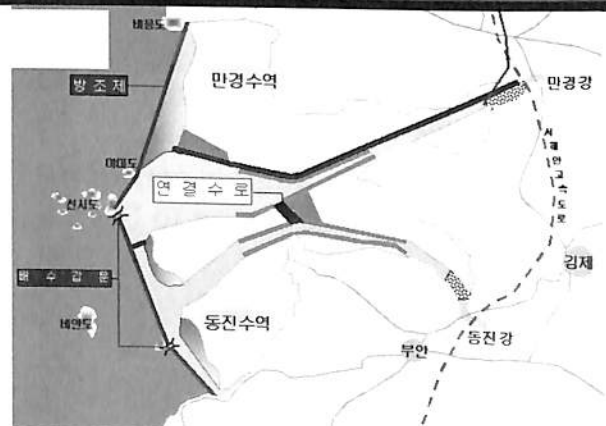 비응도
방 조 제
만경수역
만경강
서해안고속도로
야미도
신시도
연 결 수 로
김제
배 수 갑 문
비안도
동진수역
부안
동진강